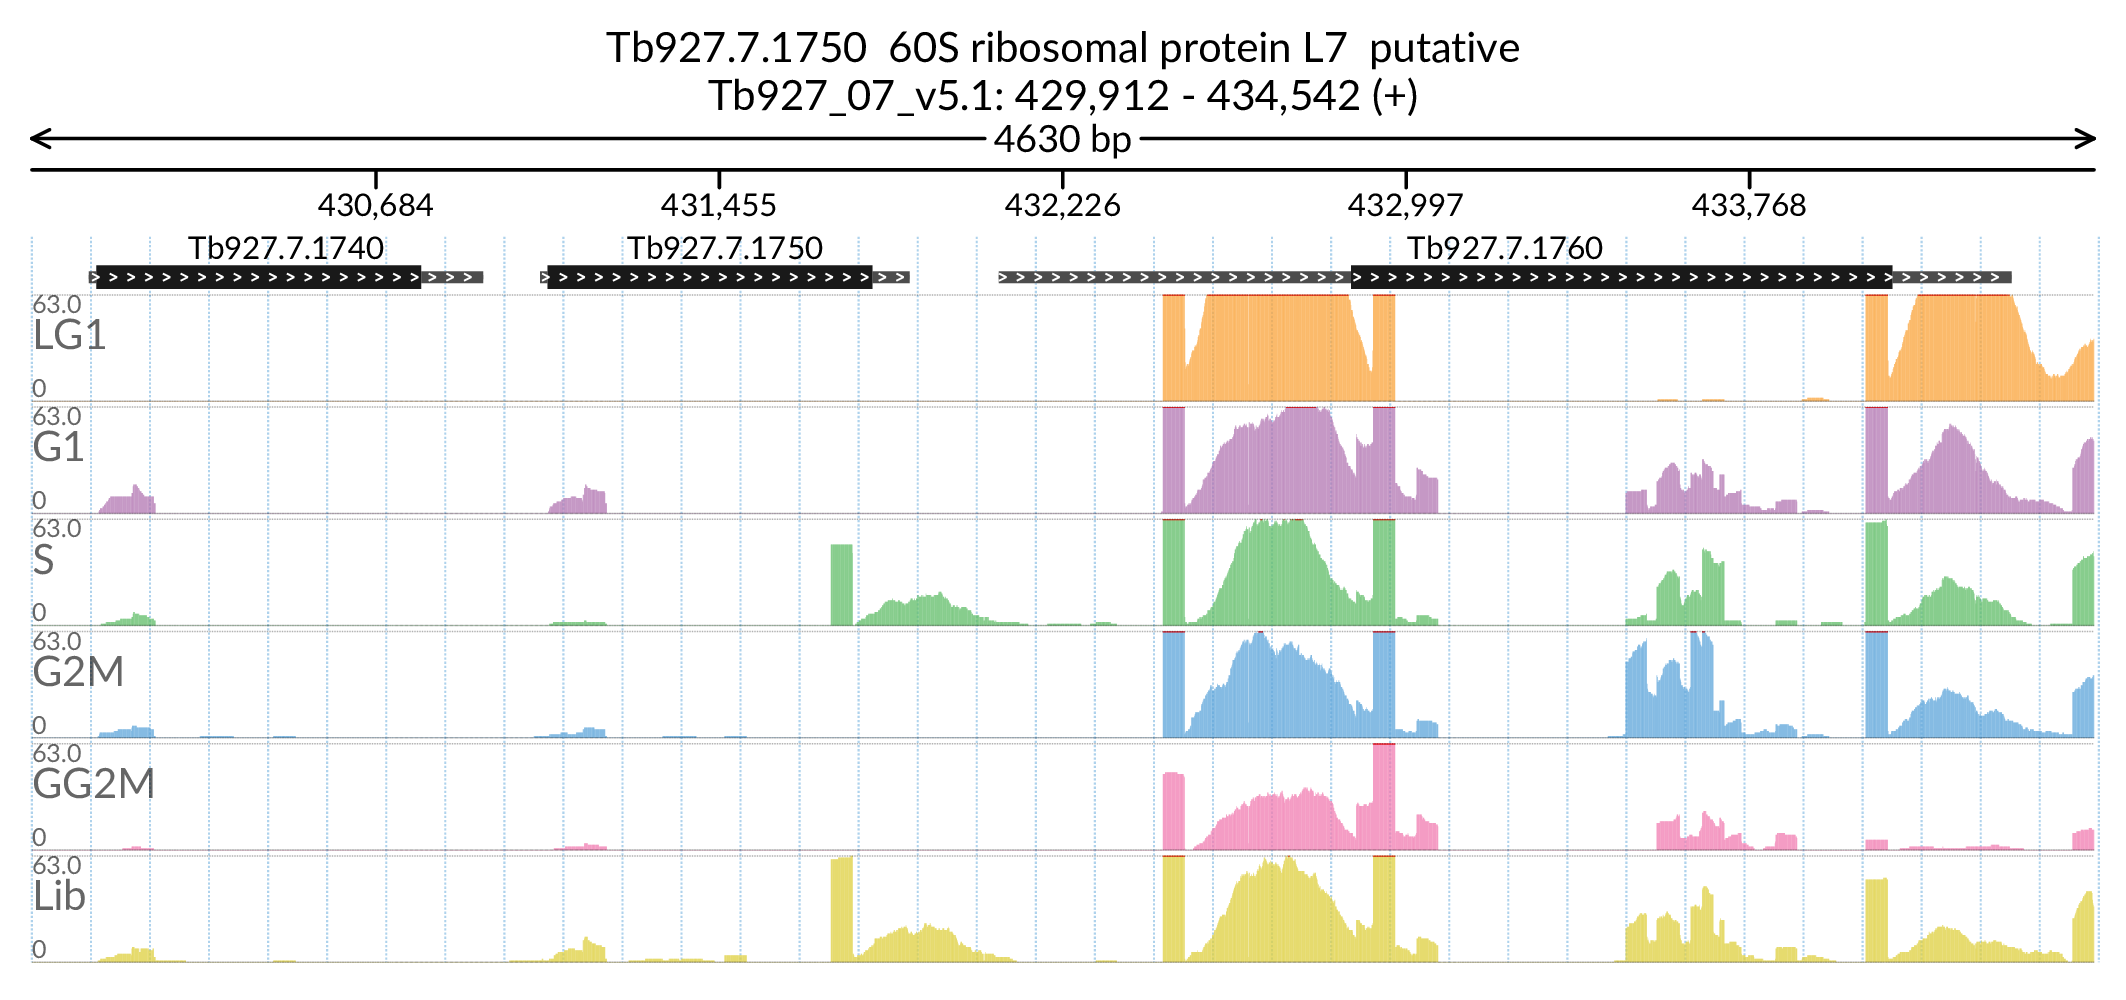 Tb927.7.1750 60S ribosomal protein L7 putative
Tb927_07_v5.1: 429,912 - 434,542 (+)
4630 bp
430,684 431,455 432,226 432,997 433,768
Tb927.7.1740 Tb927.7.1750 Tb927.7.1760
63.0
LG1
0
63.0
G1
0
63.0
S
0
63.0
G2M
0
63.0
GG2M
0
63.0
Lib
0